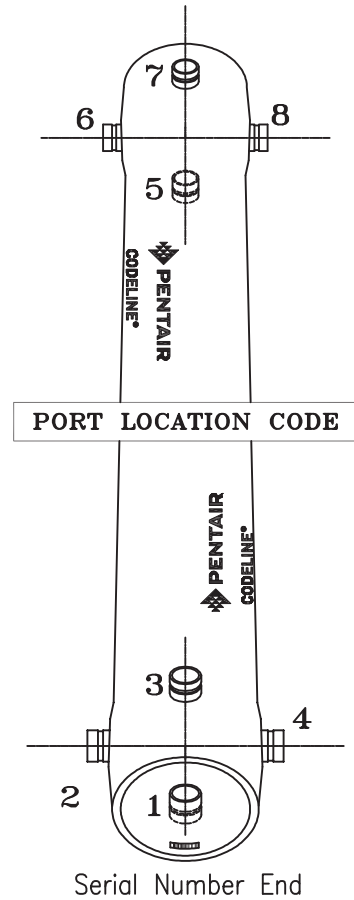 7
6
8
5
CODELINE®
PENTAIR
PORT LOCATION CODE
PENTAIR
CODELINE®
3
4
2
1
Serial Number End